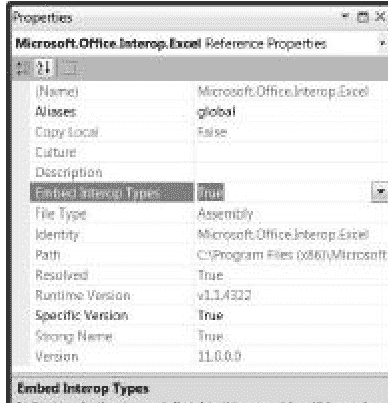 Properties
Microsoft.Office.Interop.Excel Reference Properties
(Name) Microsoft.Office.Interop.Excel
Aliases global
Copy Local False
Culture
Description
Embed Interop Types True
File Type Assembly
Identity Microsoft.Office.Interop.Excel
Path C:\Program Files (x86)\Microsoft
Resolved True
Runtime Version v1.1.4322
Specific Version True
Strong Name True
Version 11.0.0.0
Embed Interop Types